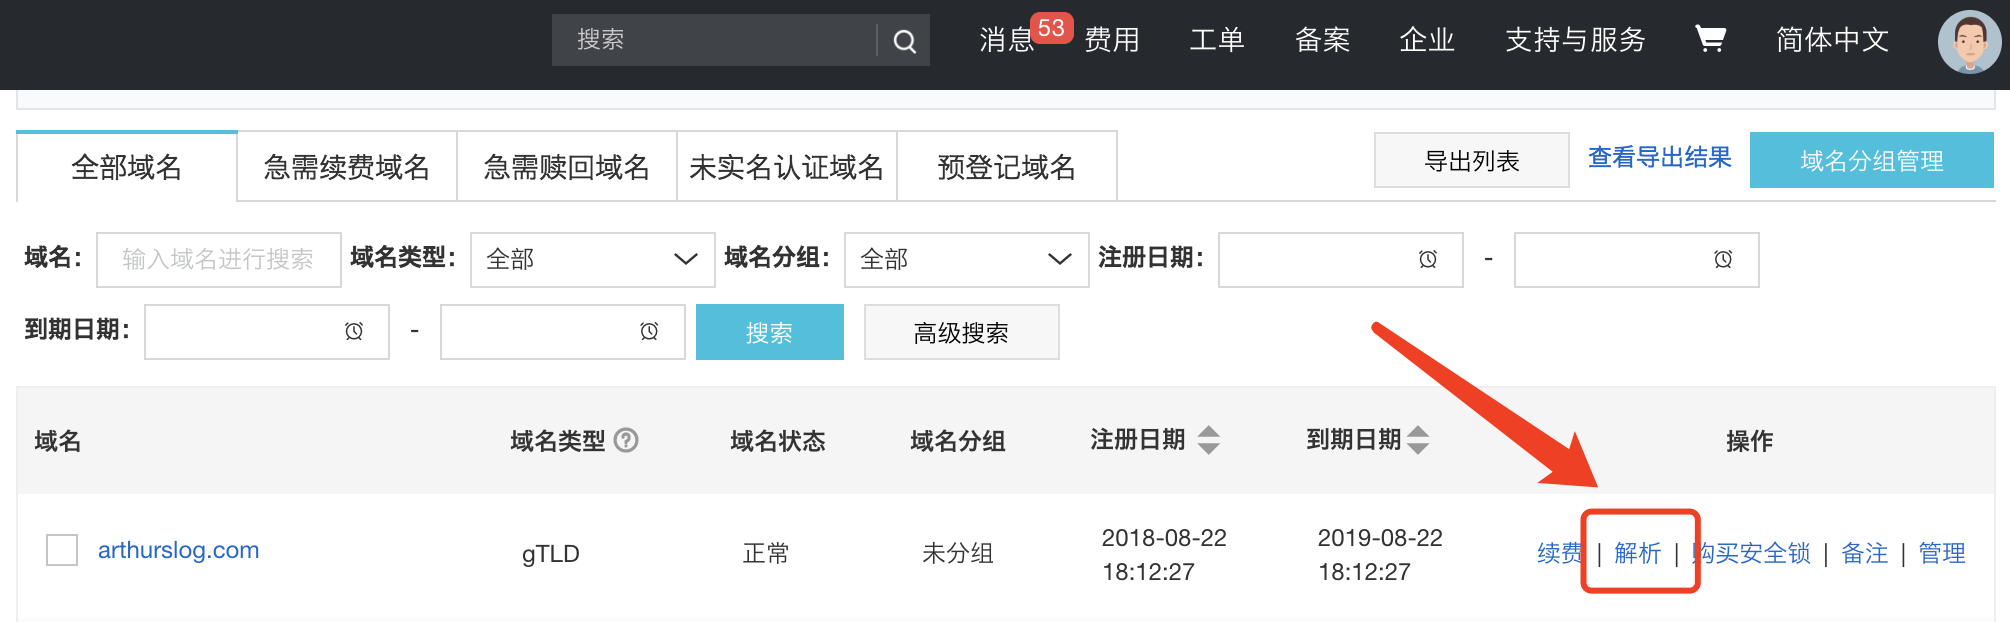 搜索 消息 53 费用 工单 备案 企业 支持与服务 简体中文
全部域名 急需续费域名 急需赎回域名 未实名认证域名 预登记域名 导出列表 查看导出结果 域名分组管理
域名： 输入域名进行搜索 域名类型： 全部 域名分组： 全部 注册日期： -
到期日期： - 搜索 高级搜索
域名 域名类型 ? 域名状态 域名分组 注册日期 到期日期 操作
arthurslog.com gTLD 正常 未分组 2018-08-22 18:12:27 2019-08-22 18:12:27 续费 | 解析 | 购买安全锁 | 备注 | 管理